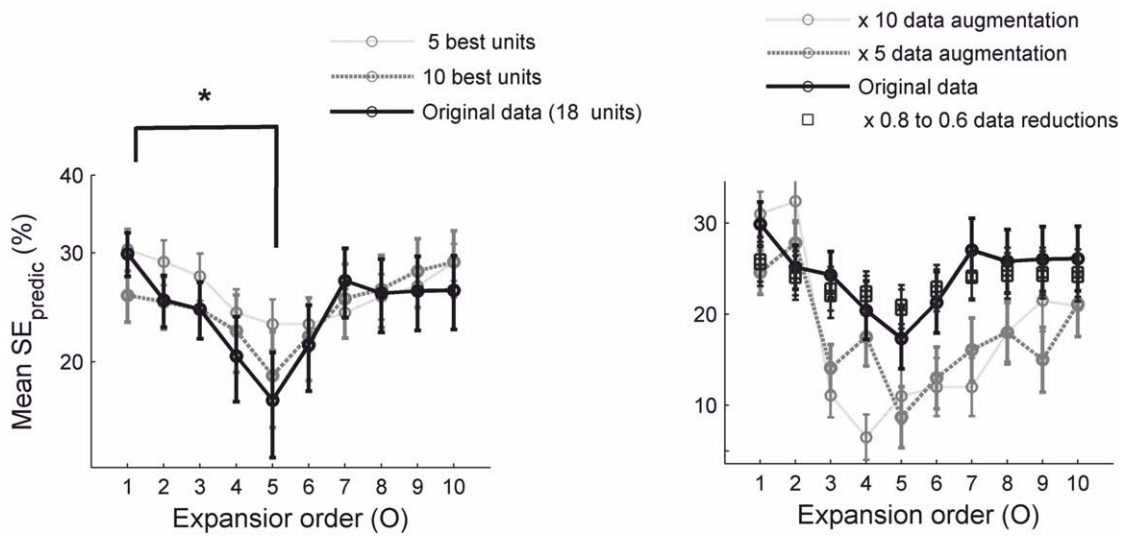 5 best units
10 best units
Original data (18 units)
*
40
30
20
Mean SE predic (%)
1 2 3 4 5 6 7 8 9 10
Expansior order (O)
x 10 data augmentation
x 5 data augmentation
Original data
x 0.8 to 0.6 data reductions
30
20
10
1 2 3 4 5 6 7 8 9 10
Expansion order (O)